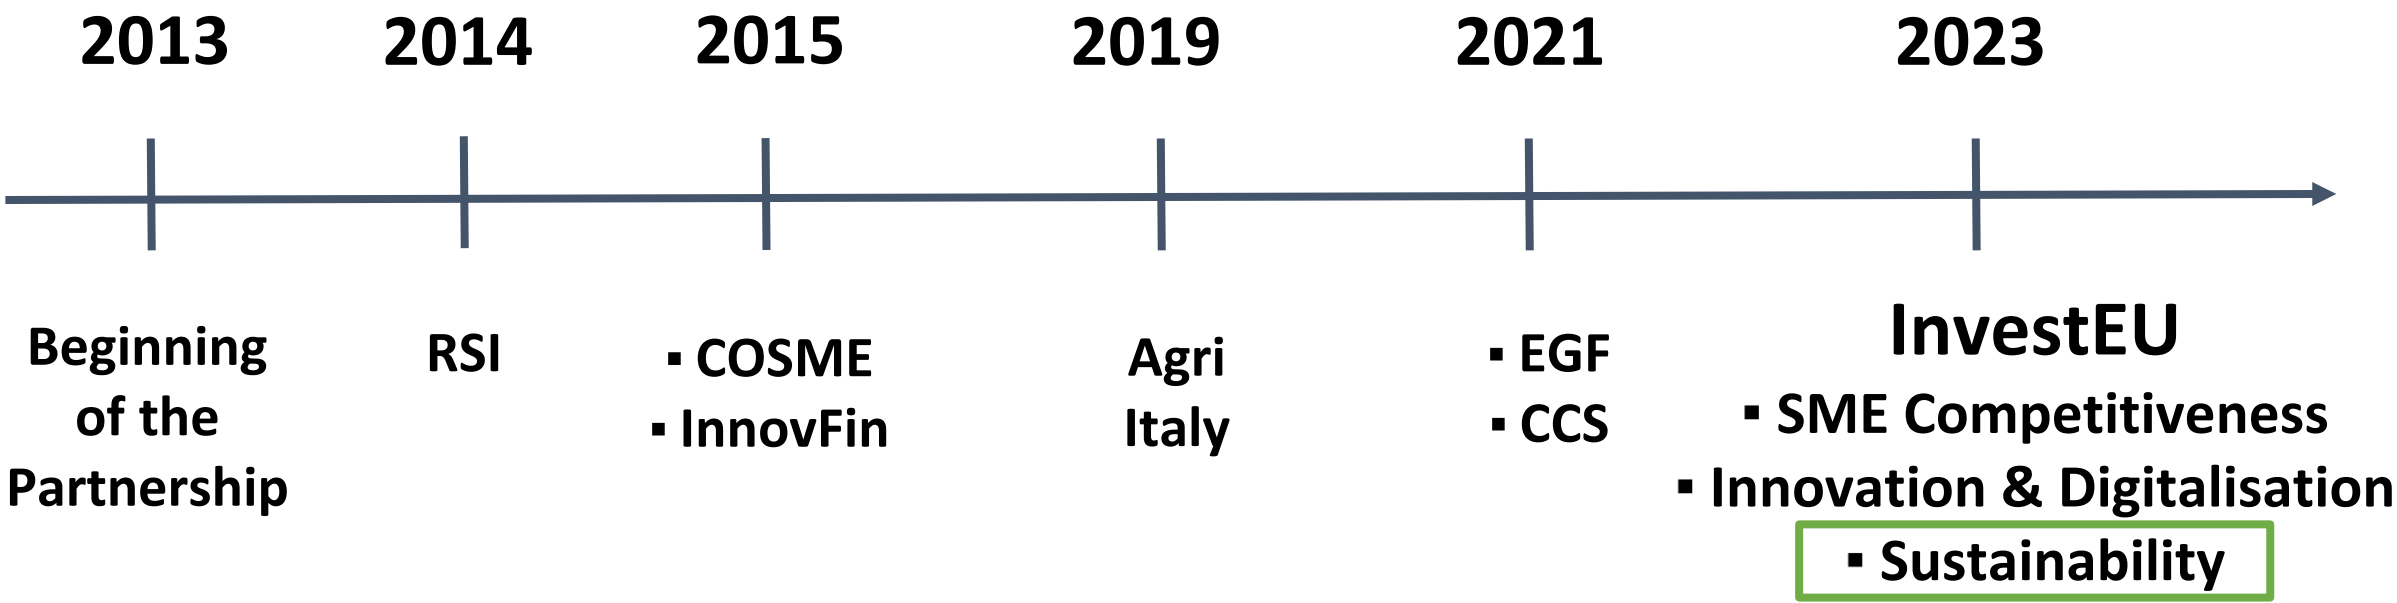 2013 2014 2015 2019 2021 2023
Beginning
of the
Partnership
RSI
▪ COSME
▪ InnovFin
Agri
Italy
▪ EGF
▪ CCS
InvestEU
▪ SME Competitiveness
▪ Innovation & Digitalisation
▪ Sustainability